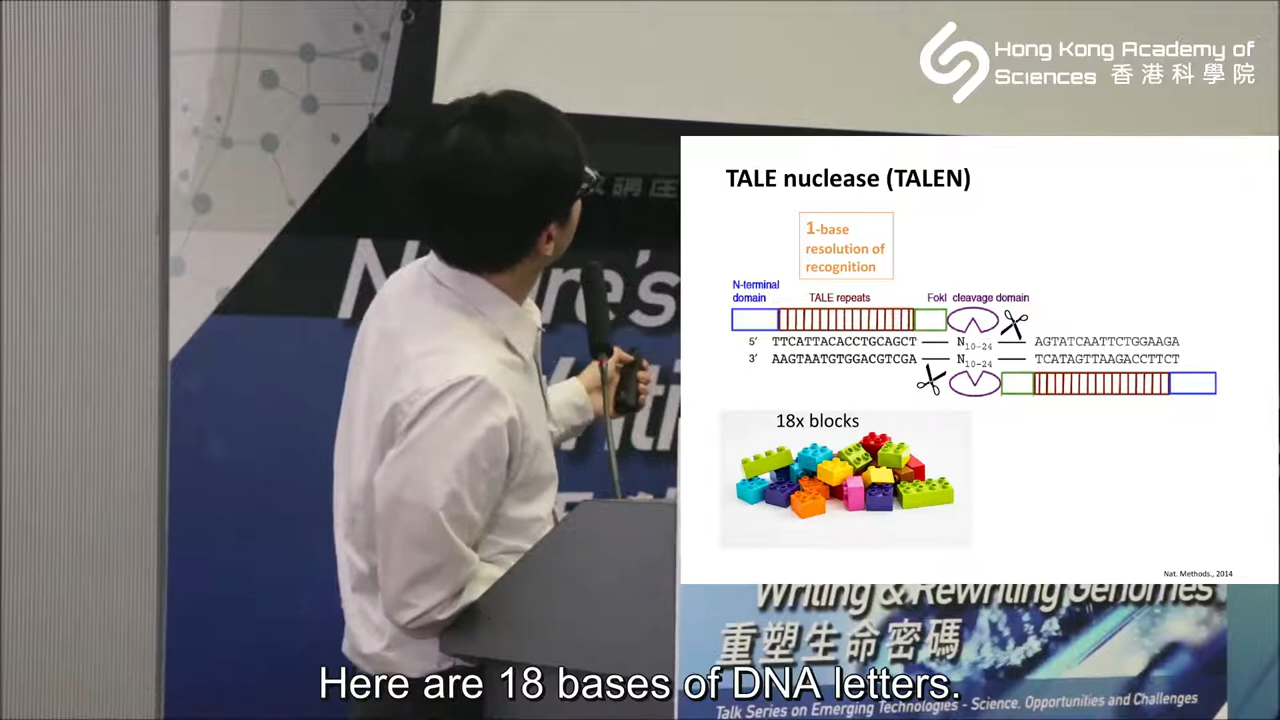 Hong Kong Academy of
Sciences 香港科學院
講座
Nature's
TALE nuclease (TALEN)
1-base
resolution of
recognition
N-terminal
domain
TALE repeats
FokI cleavage domain
5' TTCATTACACCTGCAGCT N10-24 AGTATCAATTCTGGAAGA
3' AAGTAATGTGGACGTCGA N10-24 TCATAGTTAAGACCTTCT
18x blocks
Nat. Methods., 2014
Writing & Rewriting Genomes
重塑生命密碼
Here are 18 bases of DNA letters.
Talk Series on Emerging Technologies - Science, Opportunities and Challenges